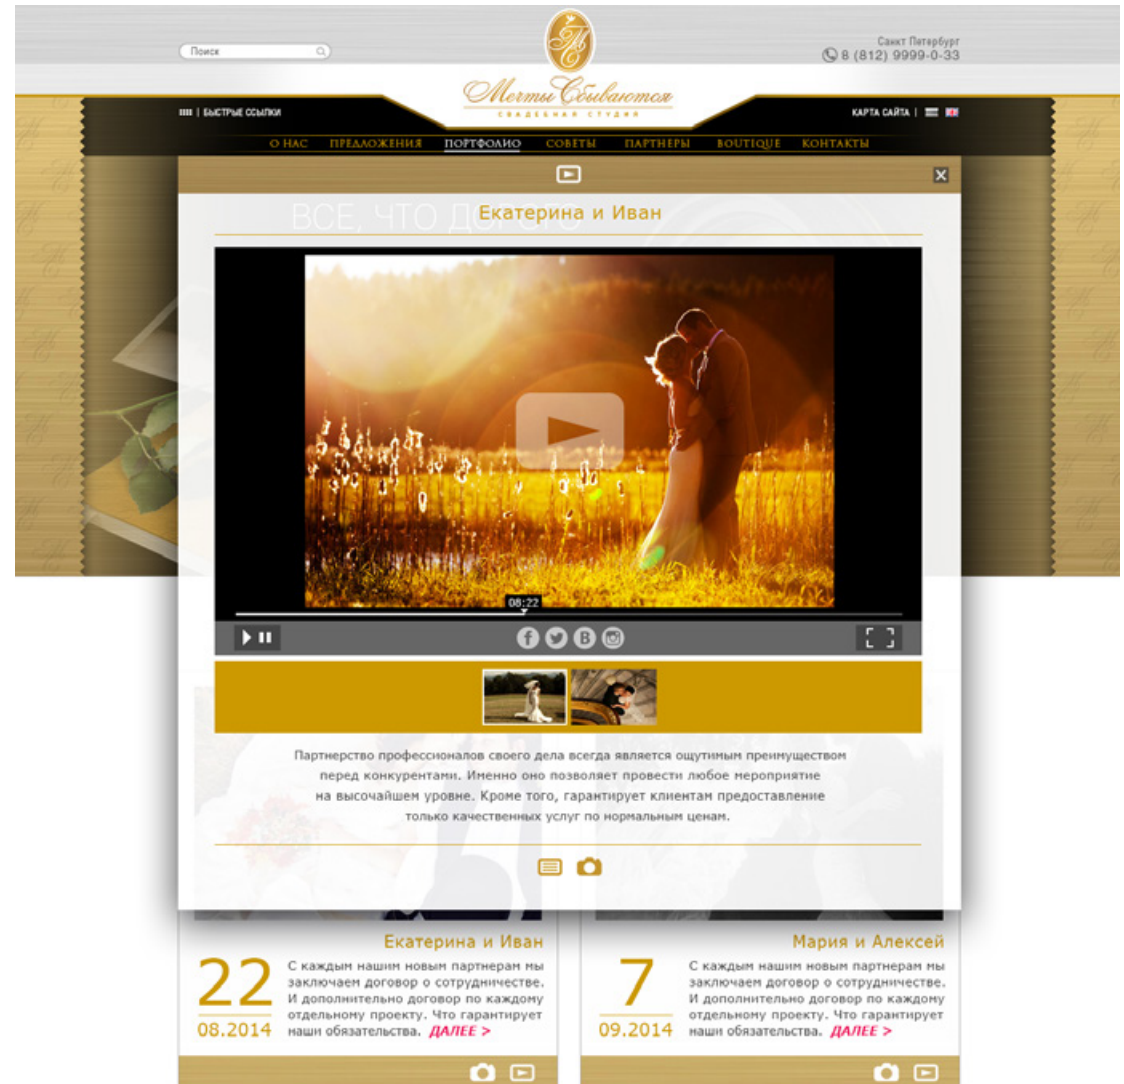 Поиск
Санкт Петербург
8 (812) 9999-0-33
Мечты Сбываются
СВАДЕБНАЯ СТУДИЯ
БЫСТРЫЕ ССЫЛКИ
КАРТА САЙТА |
О НАС ПРЕДЛОЖЕНИЯ ПОРТФОЛИО СОВЕТЫ ПАРТНЕРЫ BOUTIQUE КОНТАКТЫ
ВСЕ, ЧТО ДОРОГО
Екатерина и Иван
08:22
Партнерство профессионалов своего дела всегда является ощутимым преимуществом
перед конкурентами. Именно оно позволяет провести любое мероприятие
на высочайшем уровне. Кроме того, гарантирует клиентам предоставление
только качественных услуг по нормальным ценам.
Екатерина и Иван
22
08.2014
С каждым нашим новым партнерам мы
заключаем договор о сотрудничестве.
И дополнительно договор по каждому
отдельному проекту. Что гарантирует
наши обязательства. ДАЛЕЕ >
Мария и Алексей
7
09.2014
С каждым нашим новым партнерам мы
заключаем договор о сотрудничестве.
И дополнительно договор по каждому
отдельному проекту. Что гарантирует
наши обязательства. ДАЛЕЕ >